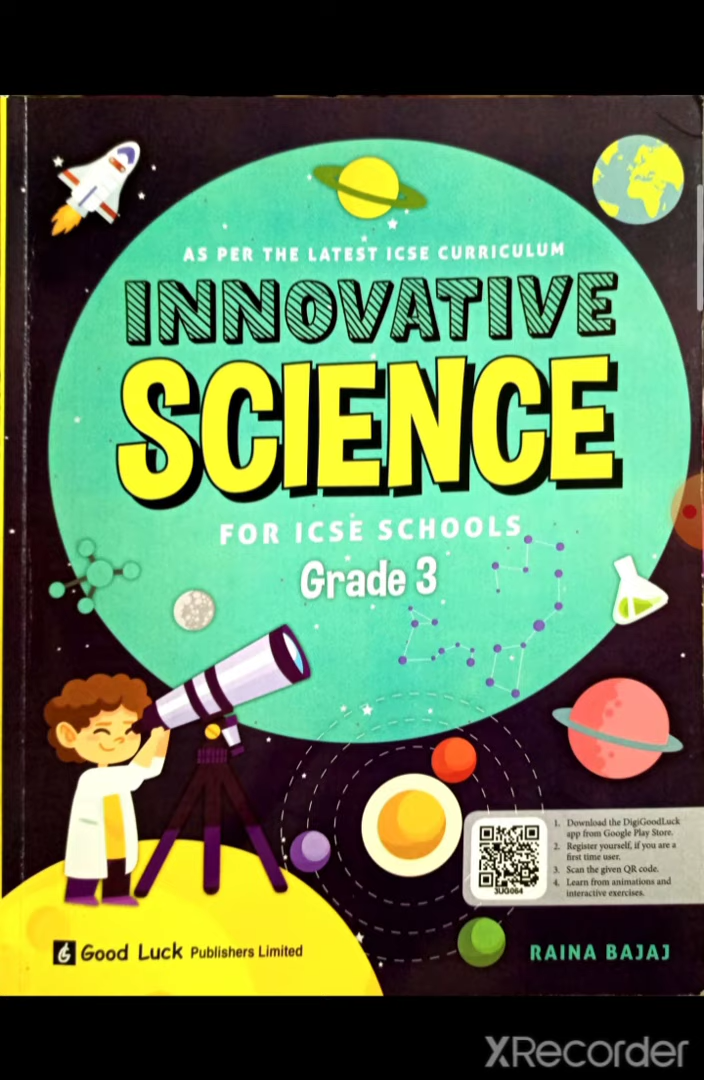 AS PER THE LATEST ICSE CURRICULUM
INNOVATIVE
SCIENCE
FOR ICSE SCHOOLS
Grade 3
1. Download the DigiGoodLuck
app from Google Play Store.
2. Register yourself, if you are a
first time user.
3. Scan the given QR code.
4. Learn from animations and
interactive exercises.
3UG064
Good Luck Publishers Limited
RAINA BAJAJ
XRecorder